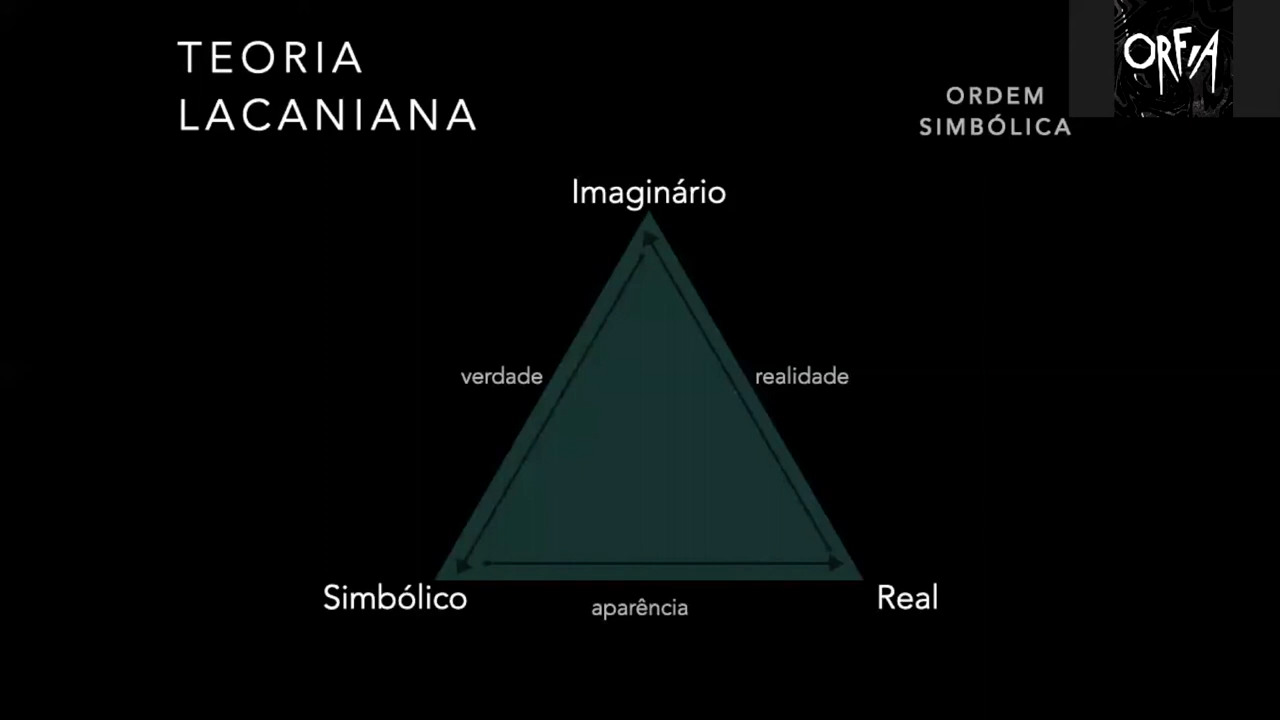 TEORIA
LACANIANA
ORDEM
SIMBÓLICA
ORFIA
Imaginário
verdade
realidade
Simbólico
aparência
Real